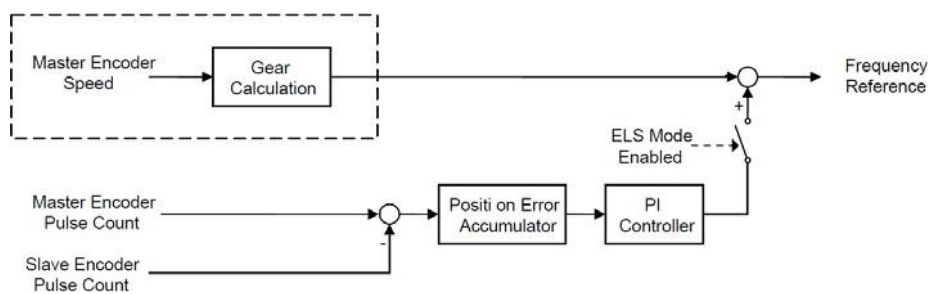 Master Encoder
Speed
Gear
Calculation
Frequency
Reference
+
ELS Mode
Enabled
Master Encoder
Pulse Count
Positi on Error
Accumulator
PI
Controller
-
Slave Encoder
Pulse Count